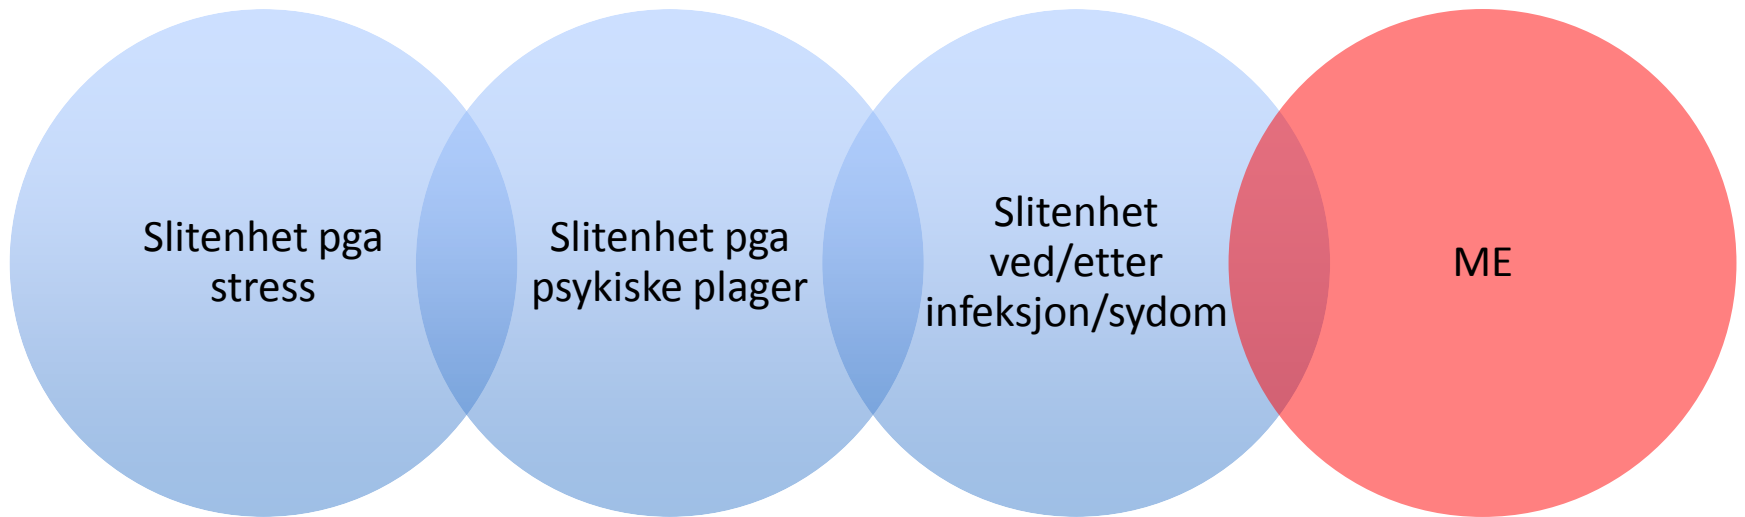 Slitenhet pga
stress
Slitenhet pga
psykiske plager
Slitenhet
ved/etter
infeksjon/sydom
ME